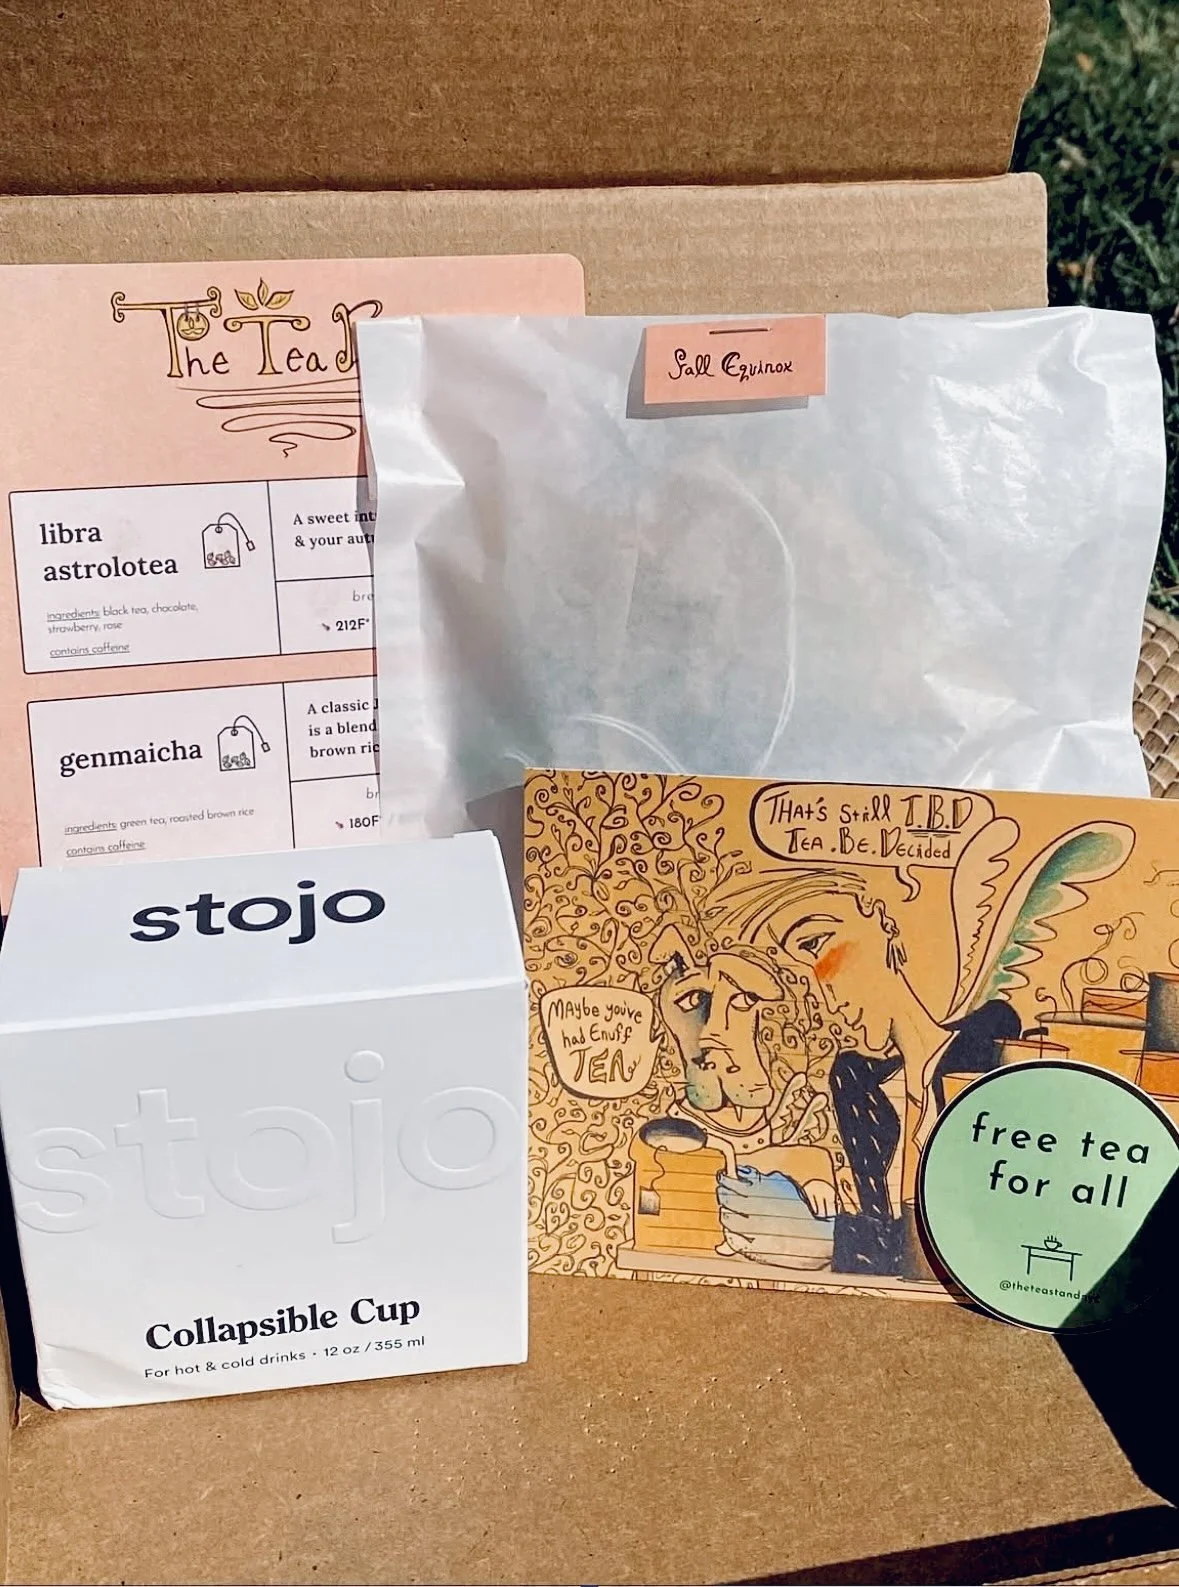 The Tea
Fall Equinox
libra
astrolotea
ingredients: black tea, chocolate,
strawberry, rose
contains caffeine
A sweet
& your
212F°
genmaicha
ingredients: green tea, roasted brown rice
contains caffeine
A classic
is a blend
brown
180F
stojo
stojo
Collapsible Cup
For hot & cold drinks · 12 oz / 355 ml
THAt's Still T.B.D
TEA.BE.Decided
MAybe you've
had Enuff
TEA
free tea
for all